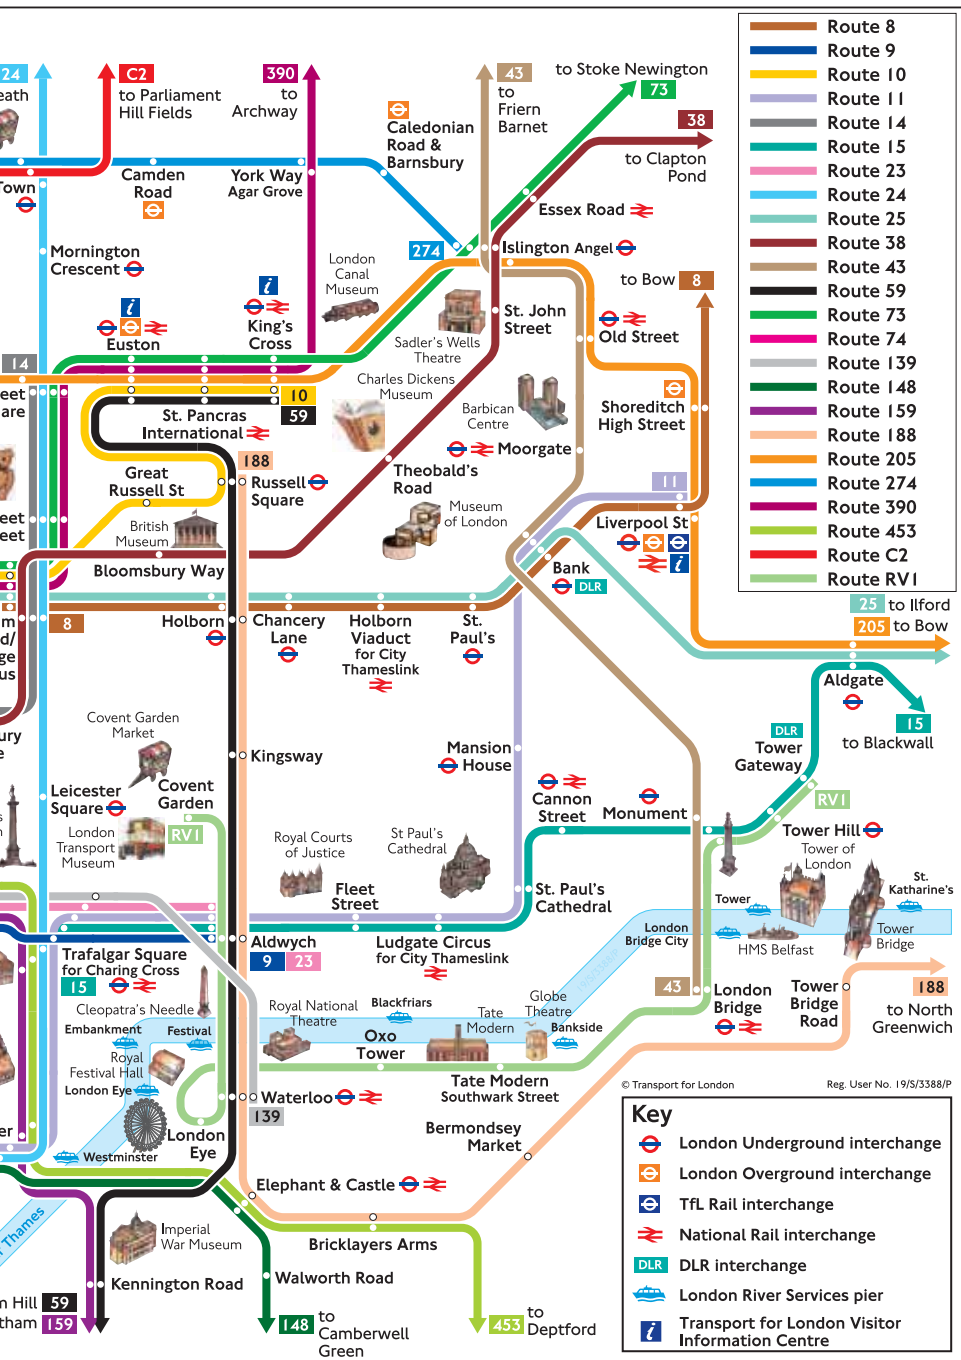 24
eath
C2
to Parliament
Hill Fields
390
to
Archway
43
to
Friern
Barnet
to Stoke Newington
73
38
to Clapton
Pond
Caledonian
Road &
Barnsbury
Town
Camden
Road
York Way
Agar Grove
Essex Road
Mornington
Crescent
274
Islington Angel
London
Canal
Museum
to Bow
8
i
i
Euston
King's
Cross
St. John
Street
Sadler's Wells
Theatre
Old Street
14
Charles Dickens
Museum
eet
are
10
59
St. Pancras
International
Barbican
Centre
Shoreditch
High Street
Moorgate
188
Great
Russell St
Russell
Square
Theobald's
Road
11
Museum
of London
eet
eet
British
Museum
Liverpool St
i
Bloomsbury Way
Bank
DLR
25
to Ilford
205
to Bow
m
d/
ge
us
8
Holborn
Chancery
Lane
Holborn
Viaduct
for City
Thameslink
St.
Paul's
Aldgate
15
to Blackwall
ury
e
Covent Garden
Market
Kingsway
Mansion
House
DLR
Tower
Gateway
Leicester
Square
Covent
Garden
Cannon
Street
Monument
RV1
s
n
London
Transport
Museum
RV1
Royal Courts
of Justice
St Paul's
Cathedral
Tower Hill
Tower of
London
Fleet
Street
St. Paul's
Cathedral
Tower
St.
Katharine's
London
Bridge City
HMS Belfast
Tower
Bridge
Trafalgar Square
for Charing Cross
15
Aldwych
9
23
Ludgate Circus
for City Thameslink
Cleopatra's Needle
Embankment
Festival
Royal National
Theatre
Blackfriars
Oxo
Tower
Tate
Modern
Globe
Theatre
Bankside
43
London
Bridge
Tower
Bridge
Road
188
to North
Greenwich
Royal
Festival Hall
London Eye
Waterloo
139
Tate Modern
Southwark Street
er
London
Eye
Westminster
Bermondsey
Market
Elephant & Castle
Thames
Imperial
War Museum
Bricklayers Arms
Kennington Road
Walworth Road
m Hill
59
tham
159
148
to
Camberwell
Green
453
to
Deptford
Route 8
Route 9
Route 10
Route 11
Route 14
Route 15
Route 23
Route 24
Route 25
Route 38
Route 43
Route 59
Route 73
Route 74
Route 139
Route 148
Route 159
Route 188
Route 205
Route 274
Route 390
Route 453
Route C2
Route RV1
© Transport for London
Reg. User No. 19/S/3388/P
Key
London Underground interchange
London Overground interchange
TfL Rail interchange
National Rail interchange
DLR
DLR interchange
London River Services pier
i
Transport for London Visitor
Information Centre